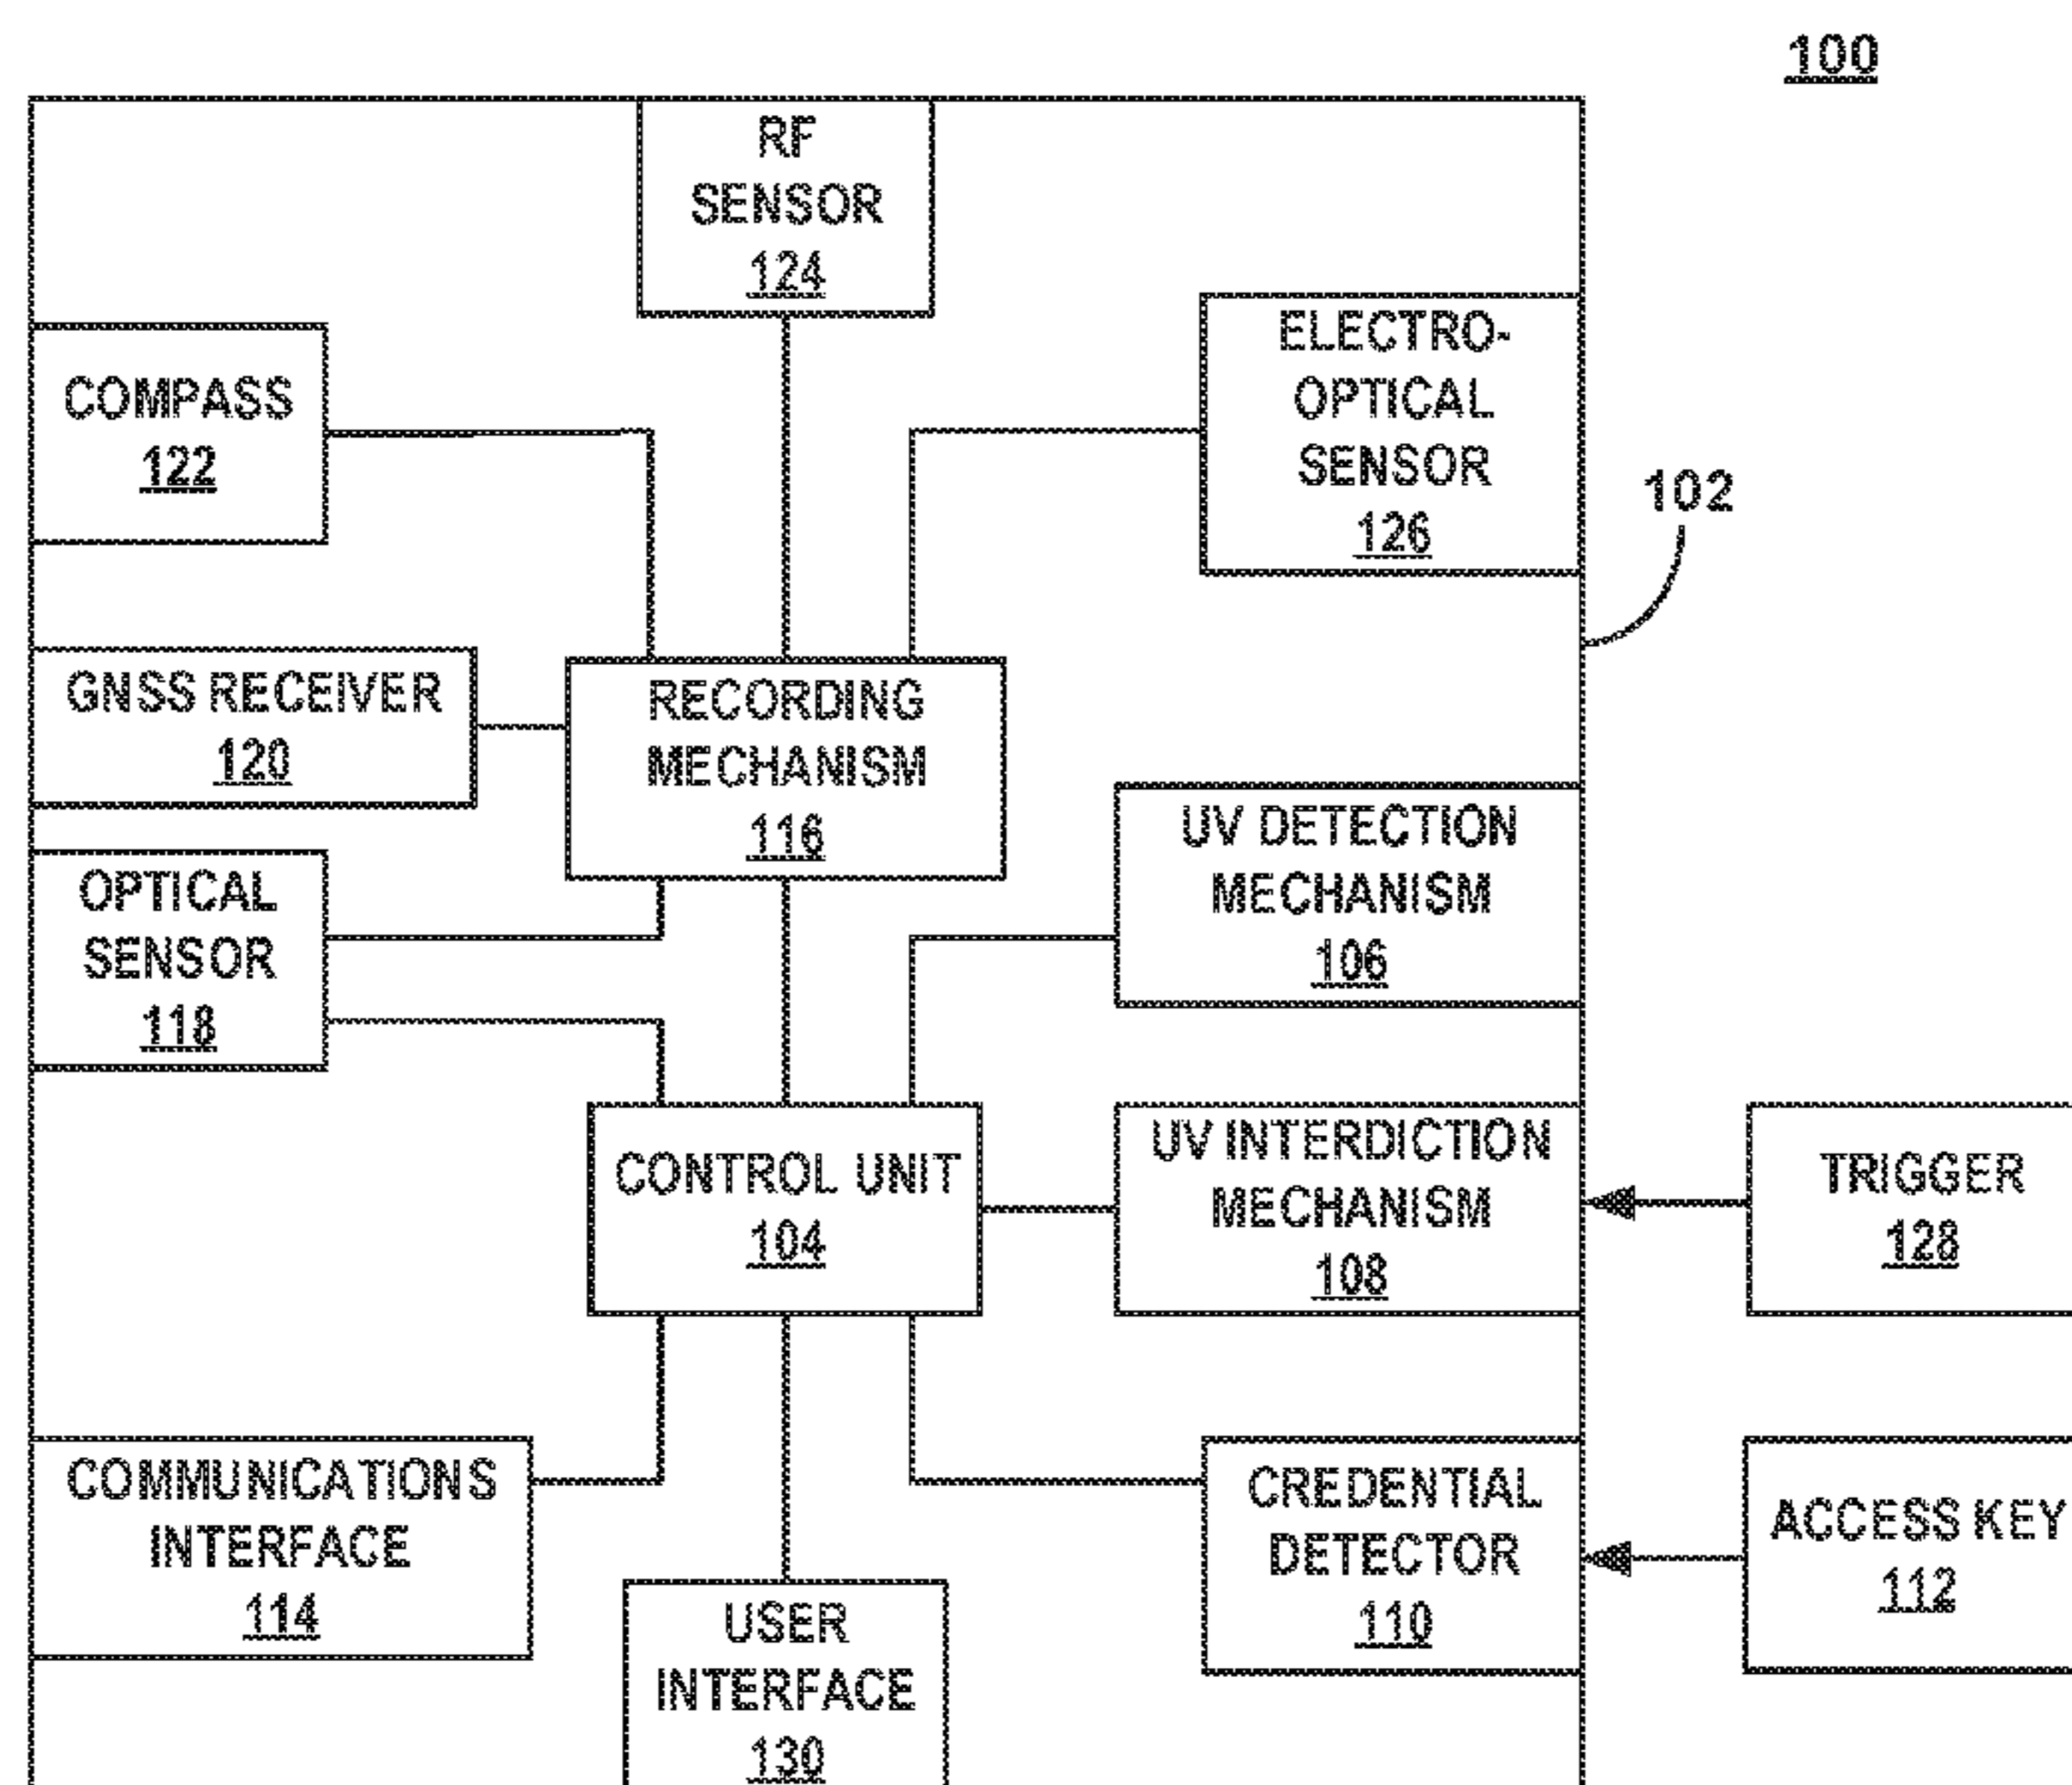 100
RF
SENSOR
124
ELECTRO-
OPTICAL
SENSOR
126
COMPASS
122
102
GNSS RECEIVER
120
RECORDING
MECHANISM
116
UV DETECTION
MECHANISM
106
OPTICAL
SENSOR
118
CONTROL UNIT
104
UV INTERDICTION
MECHANISM
108
TRIGGER
128
COMMUNICATIONS
INTERFACE
114
USER
INTERFACE
130
CREDENTIAL
DETECTOR
110
ACCESS KEY
112